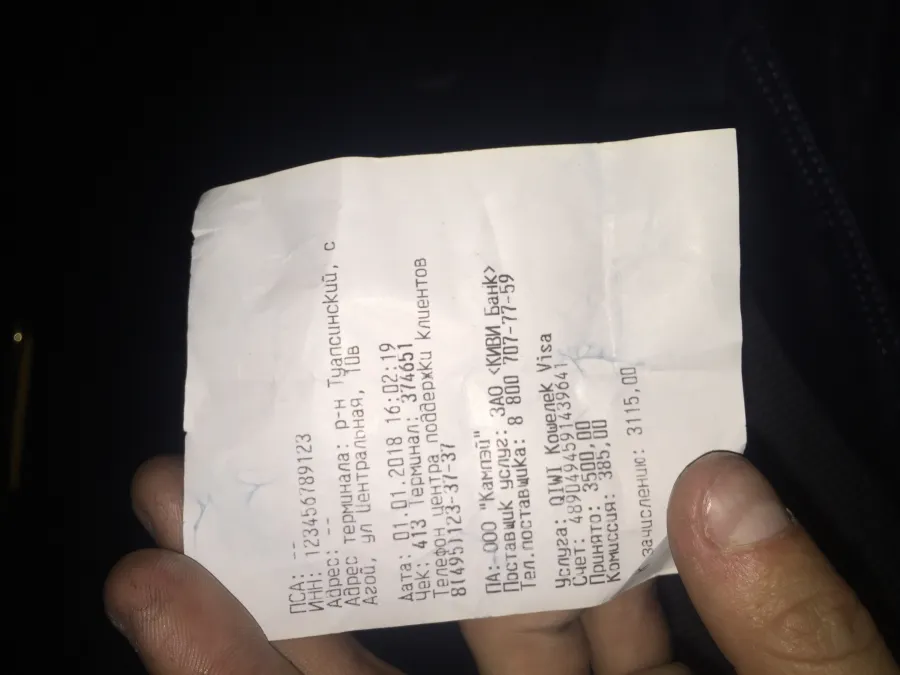 ПСА: --
ИНН: 123456789123
Адрес: --
Адрес терминала: р-н Туапсинский, с
Агой, ул Центральная, 10в
Дата: 01.01.2018 16:02:19
Чек: 413 Терминал: 374651
Телефон центра поддержки клиентов
8(495)123-37-37
ПА: ООО "Кампэй"
Поставщик услуг: ЗАО <КИВИ Банк>
Тел.поставщика: 8 800 707-77-59
Услуга: QIWI Кошелек Visa
Счет: 4890494591439641
Принято: 3500,00
Комиссия: 385,00
зачислению: 3115,00